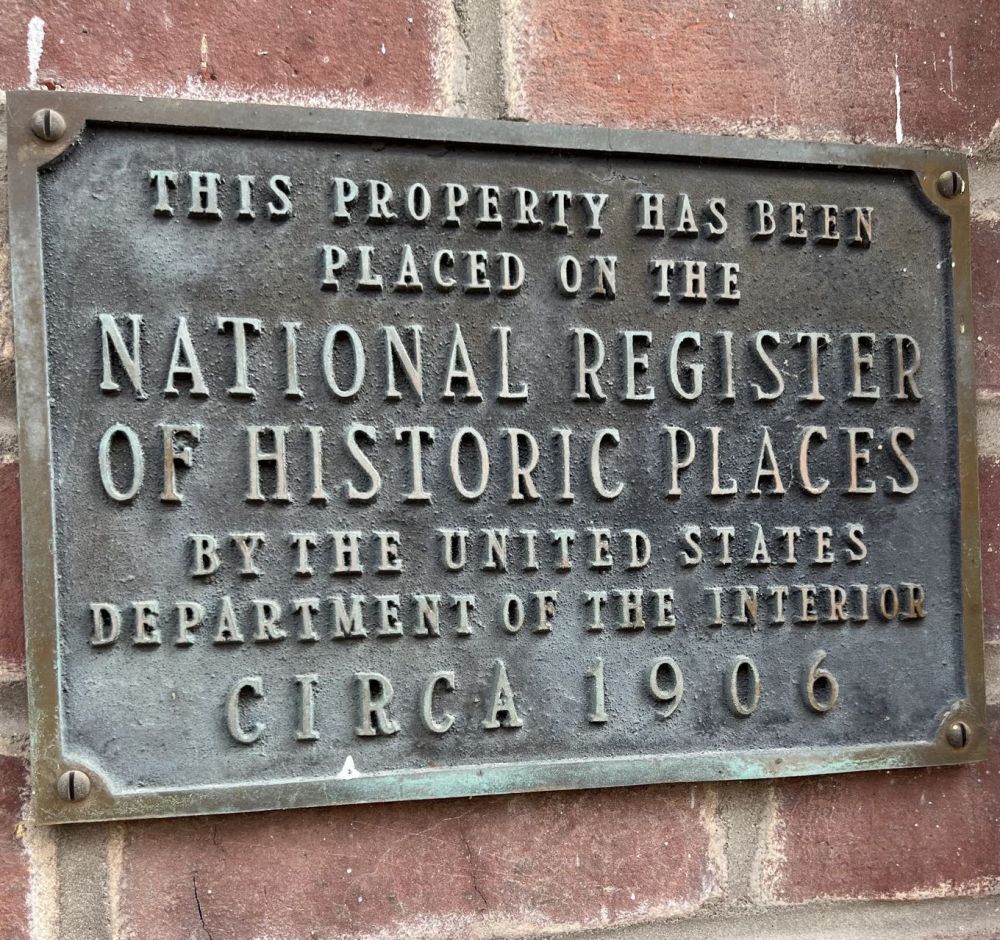 THIS PROPERTY HAS BEEN
PLACED ON THE
NATIONAL REGISTER
OF HISTORIC PLACES
BY THE UNITED STATES
DEPARTMENT OF THE INTERIOR
CIRCA 1906